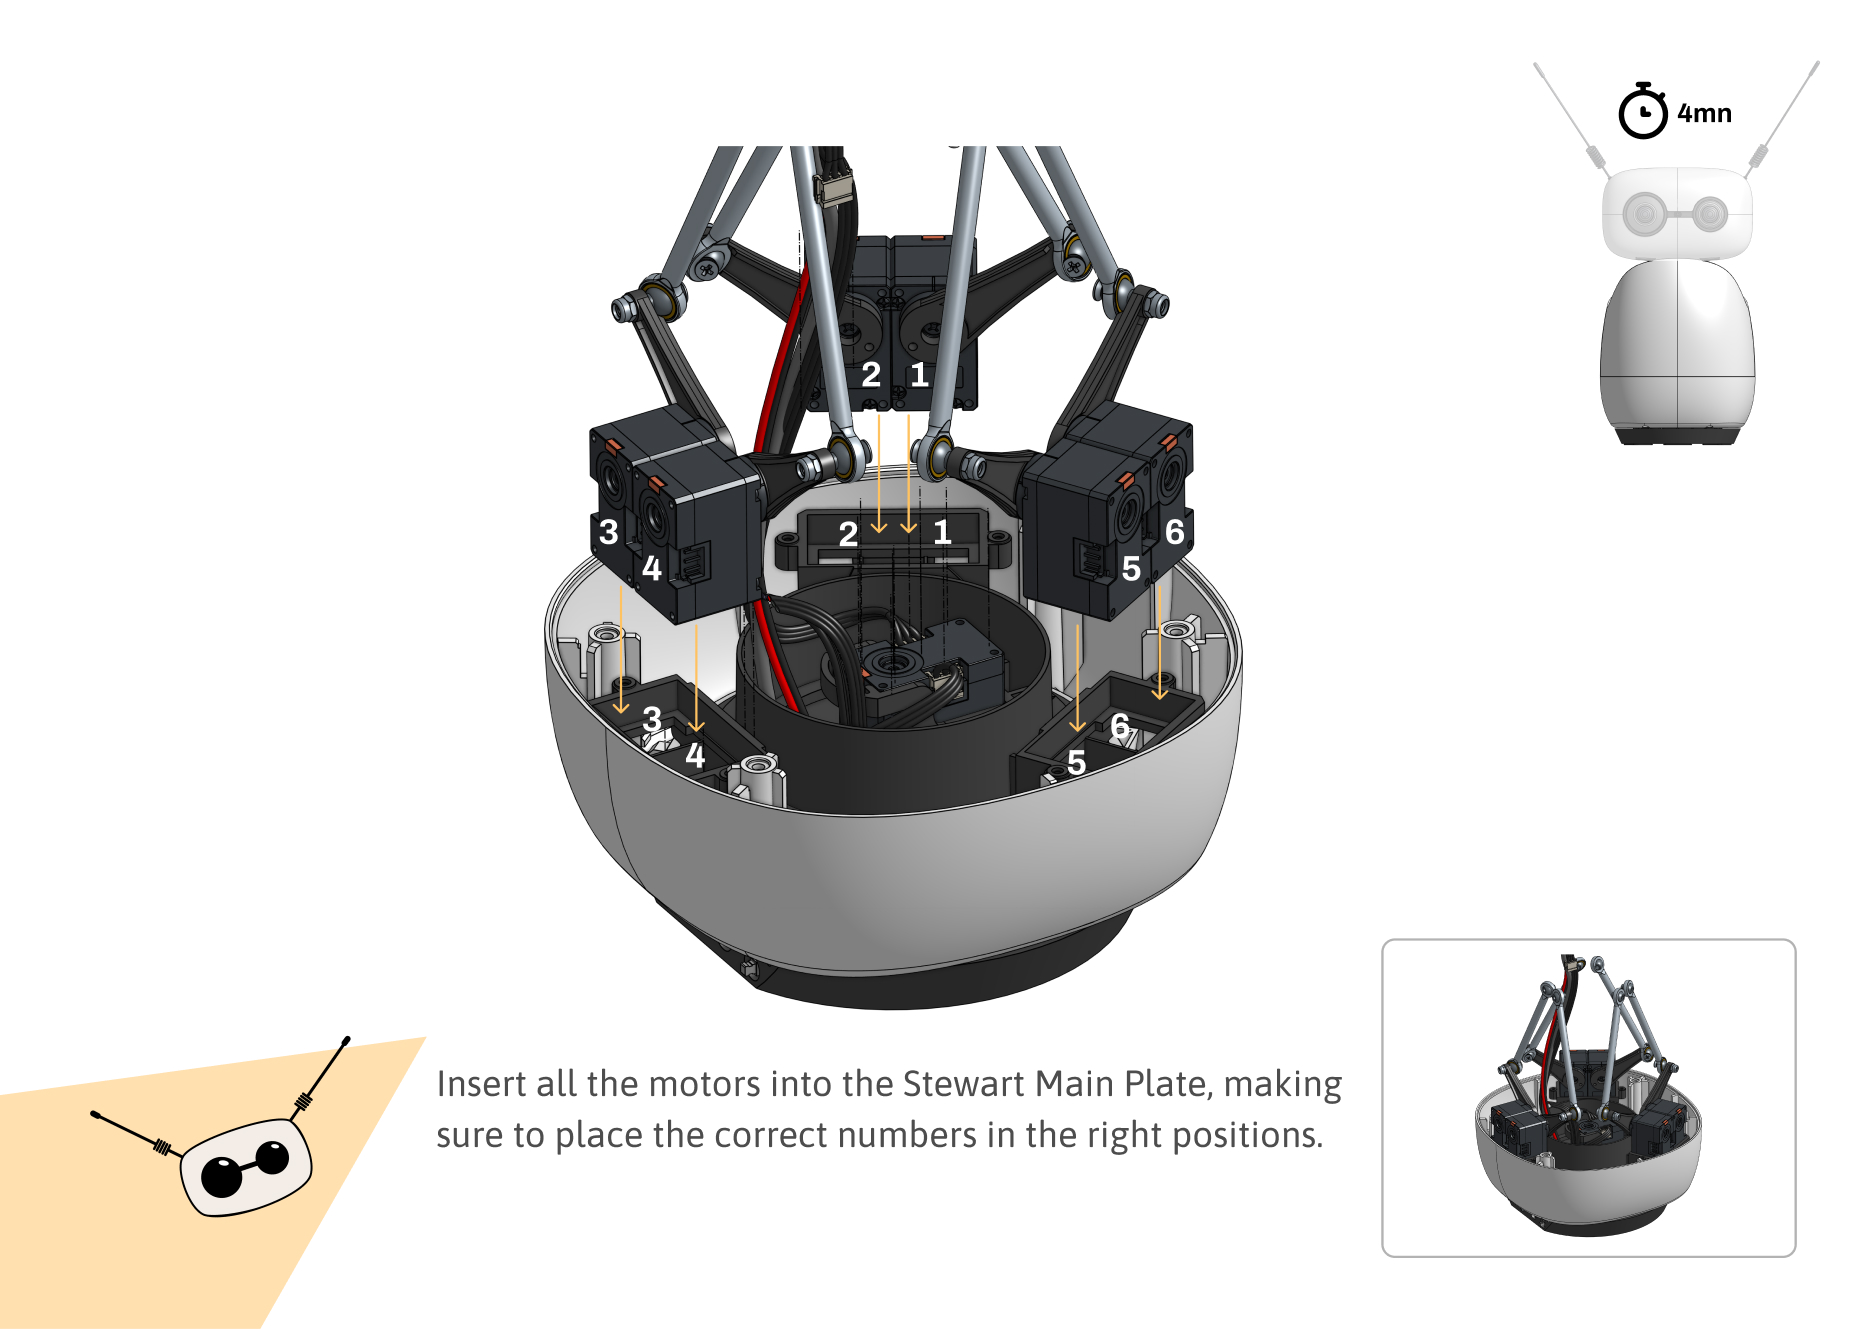 4mn
2 1
2 1
3 6
4 5
3 6
4 5
Insert all the motors into the Stewart Main Plate, making
sure to place the correct numbers in the right positions.